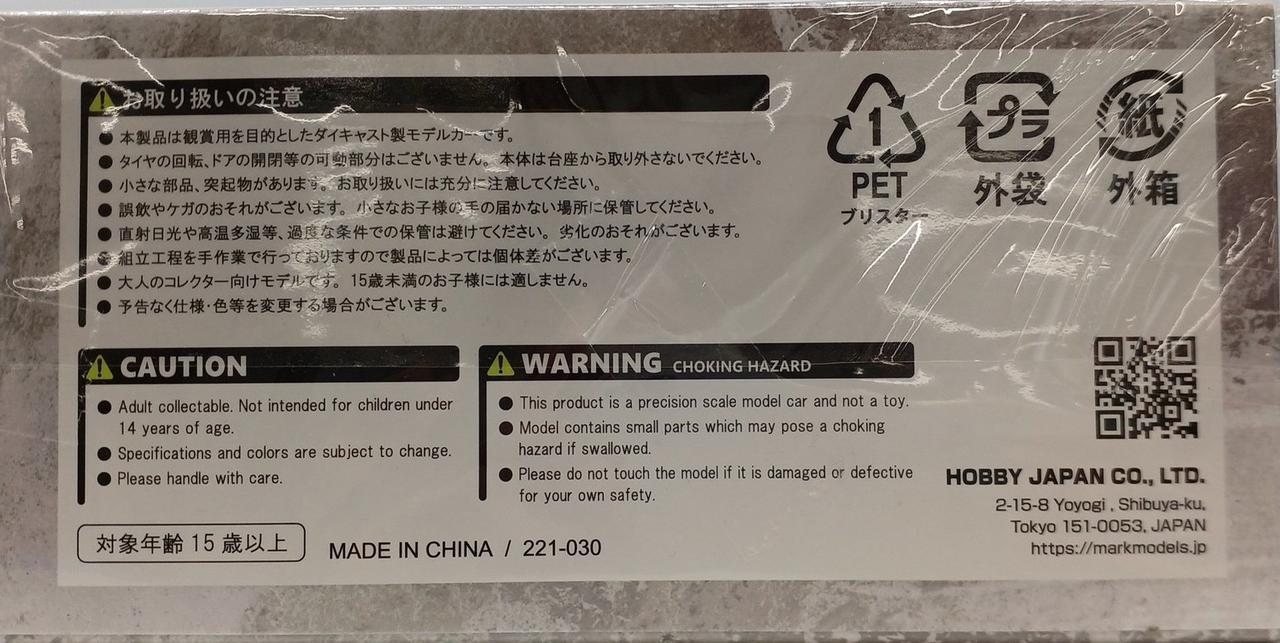 お取り扱いの注意
● 本製品は観賞用を目的としたダイキャスト製モデルカーです。
● タイヤの回転、ドアの開閉等の可動部分はございません。本体は台座から取り外さないでください。
● 小さな部品、突起物があります。お取り扱いには充分に注意してください。
● 誤飲やケガのおそれがございます。小さなお子様の手の届かない場所に保管してください。
● 直射日光や高温多湿等、過度な条件での保管は避けてください。劣化のおそれがございます。
● 組立工程を手作業で行っておりますので製品によっては個体差がございます。
● 大人のコレクター向けモデルです。15歳未満のお子様には適しません。
● 予告なく仕様・色等を変更する場合がございます。
1
PET
ブリスター
プラ
外袋
紙
外箱
CAUTION
● Adult collectable. Not intended for children under
14 years of age.
● Specifications and colors are subject to change.
● Please handle with care.
WARNING CHOKING HAZARD
● This product is a precision scale model car and not a toy.
● Model contains small parts which may pose a choking
hazard if swallowed.
● Please do not touch the model if it is damaged or defective
for your own safety.
対象年齢 15 歳以上
MADE IN CHINA / 221-030
HOBBY JAPAN CO., LTD.
2-15-8 Yoyogi , Shibuya-ku,
Tokyo 151-0053, JAPAN
https://markmodels.jp